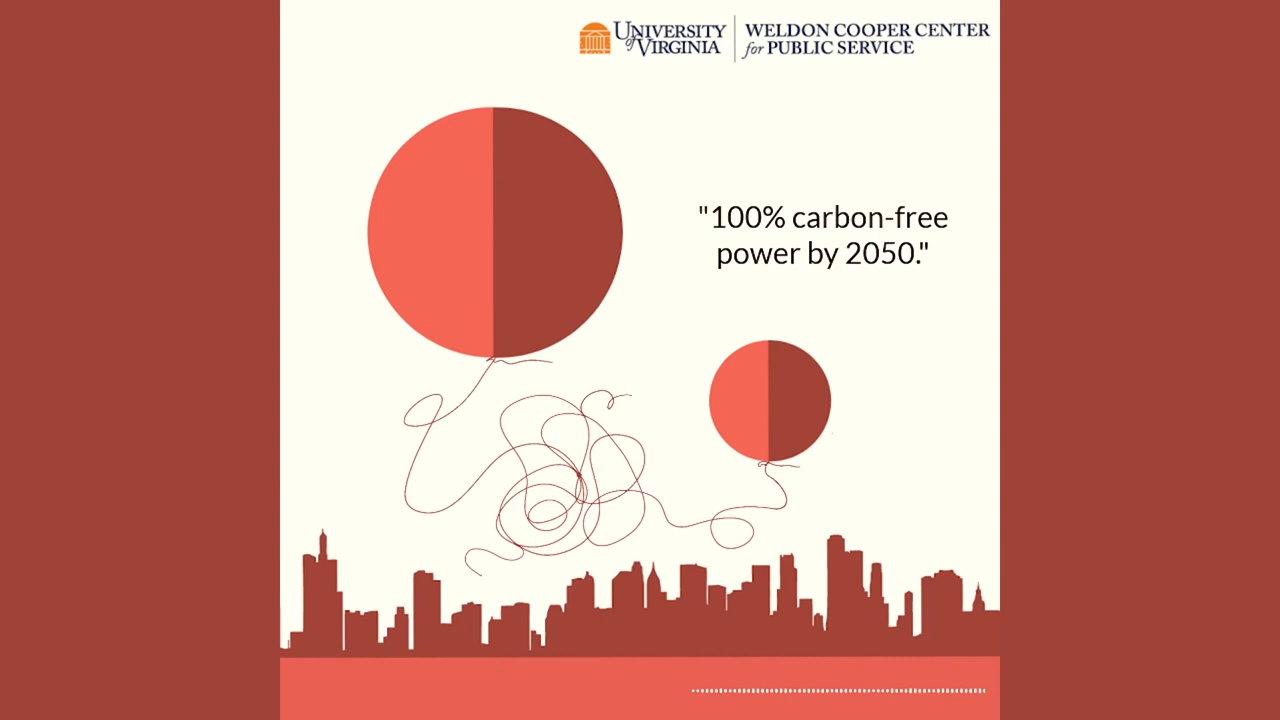 UNIVERSITY
of VIRGINIA
WELDON COOPER CENTER
for PUBLIC SERVICE
"100% carbon-free
power by 2050."